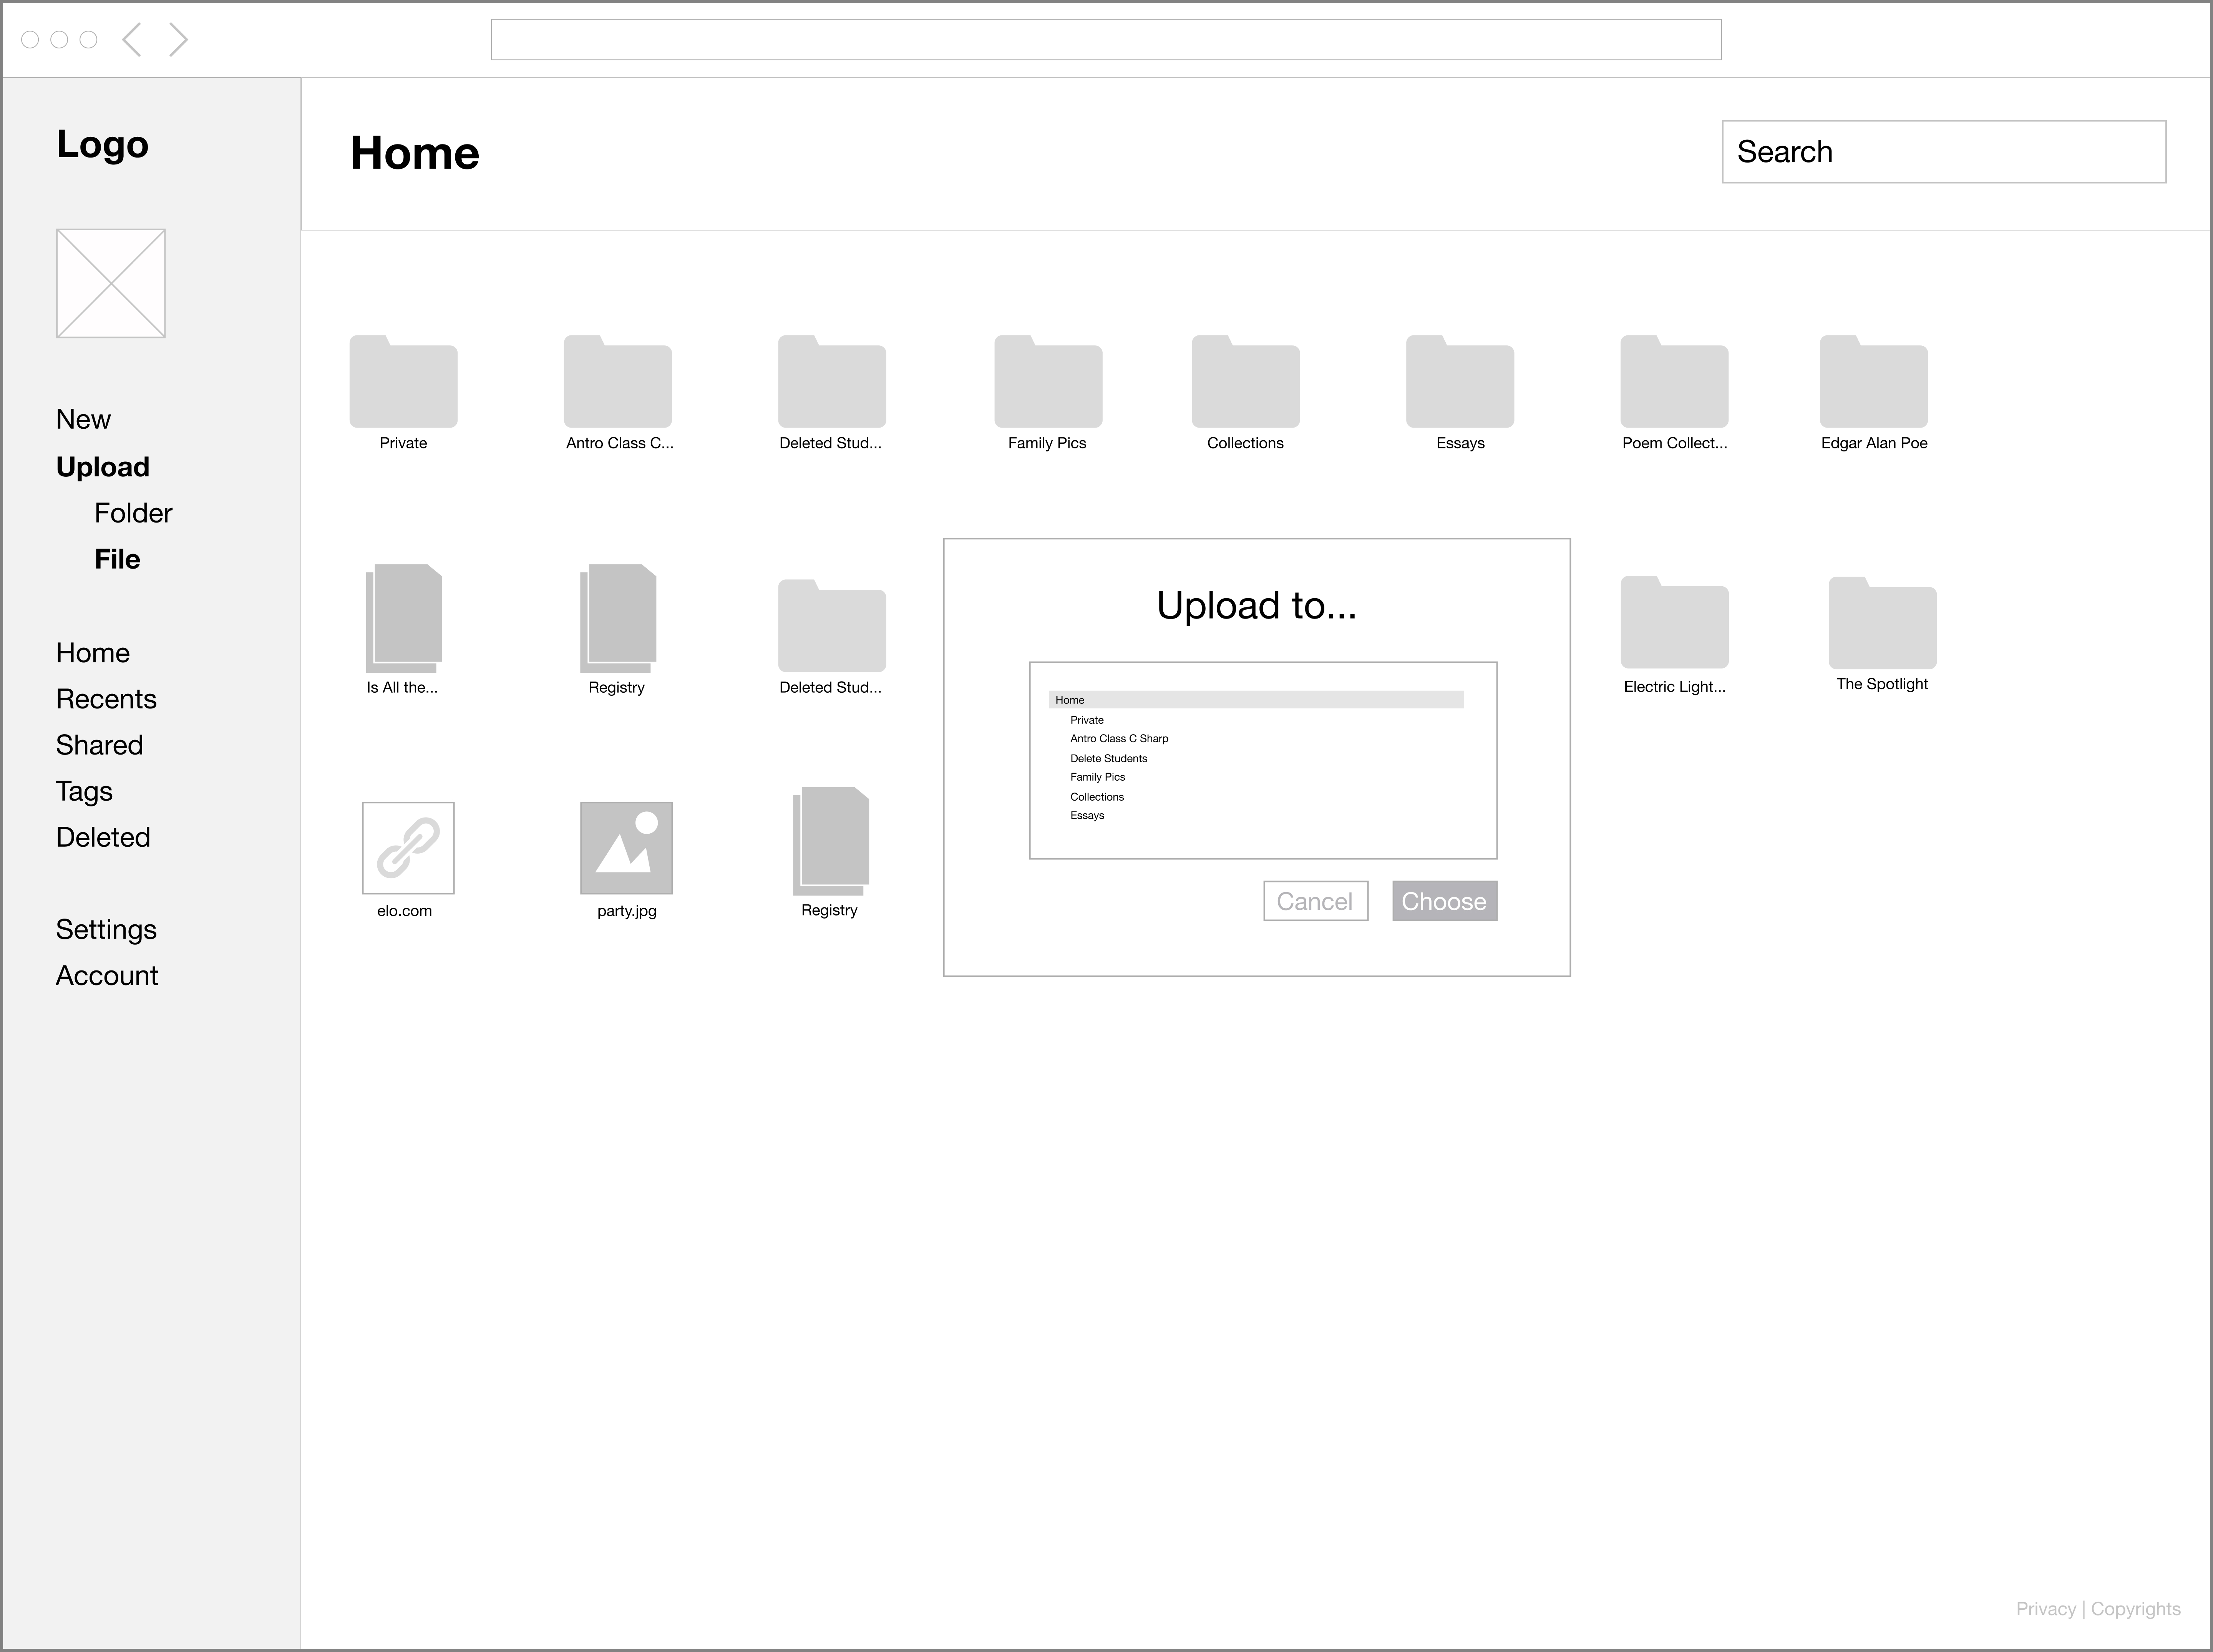 Logo
Home
Search
New
Upload
Folder
File
Home
Recents
Shared
Tags
Deleted
Settings
Account
Private
Antro Class C...
Deleted Stud...
Family Pics
Collections
Essays
Poem Collect...
Edgar Alan Poe
Is All the...
Registry
Deleted Stud...
Electric Light...
The Spotlight
elo.com
party.jpg
Registry
Upload to...
Home
Private
Antro Class C Sharp
Delete Students
Family Pics
Collections
Essays
Cancel
Choose
Privacy | Copyrights